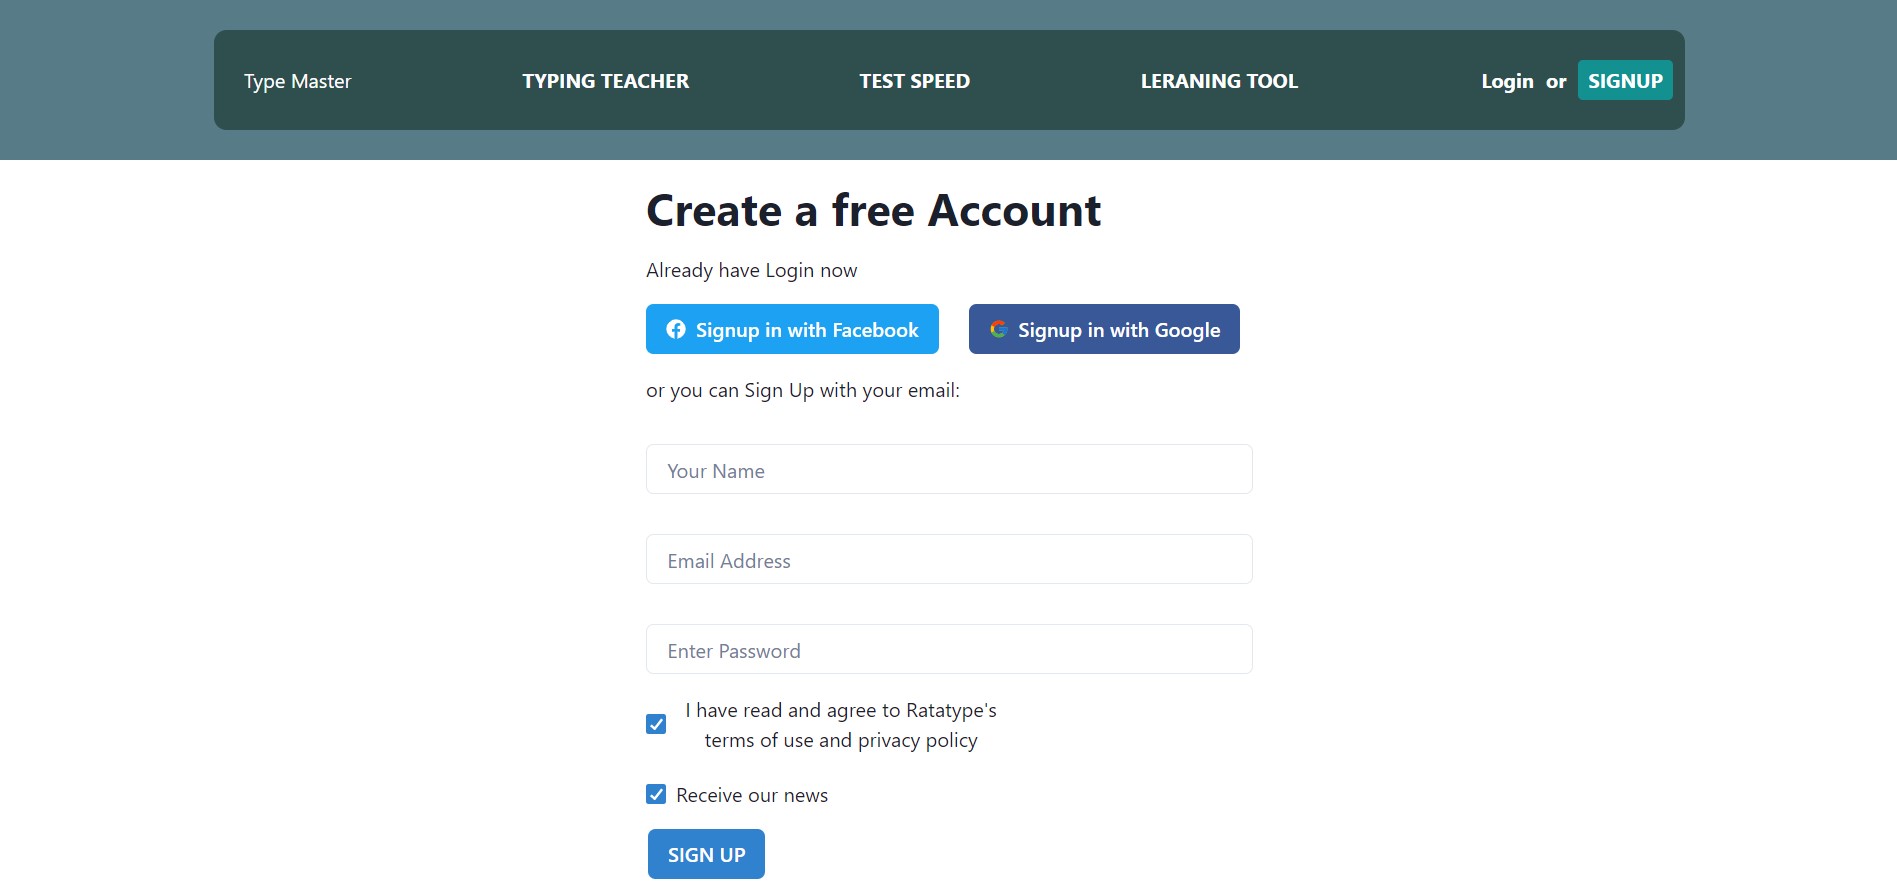 Type Master
TYPING TEACHER
TEST SPEED
LERANING TOOL
Login or SIGNUP
Create a free Account
Already have Login now
Signup in with Facebook
Signup in with Google
or you can Sign Up with your email:
Your Name
Email Address
Enter Password
I have read and agree to Ratatype's
terms of use and privacy policy
Receive our news
SIGN UP